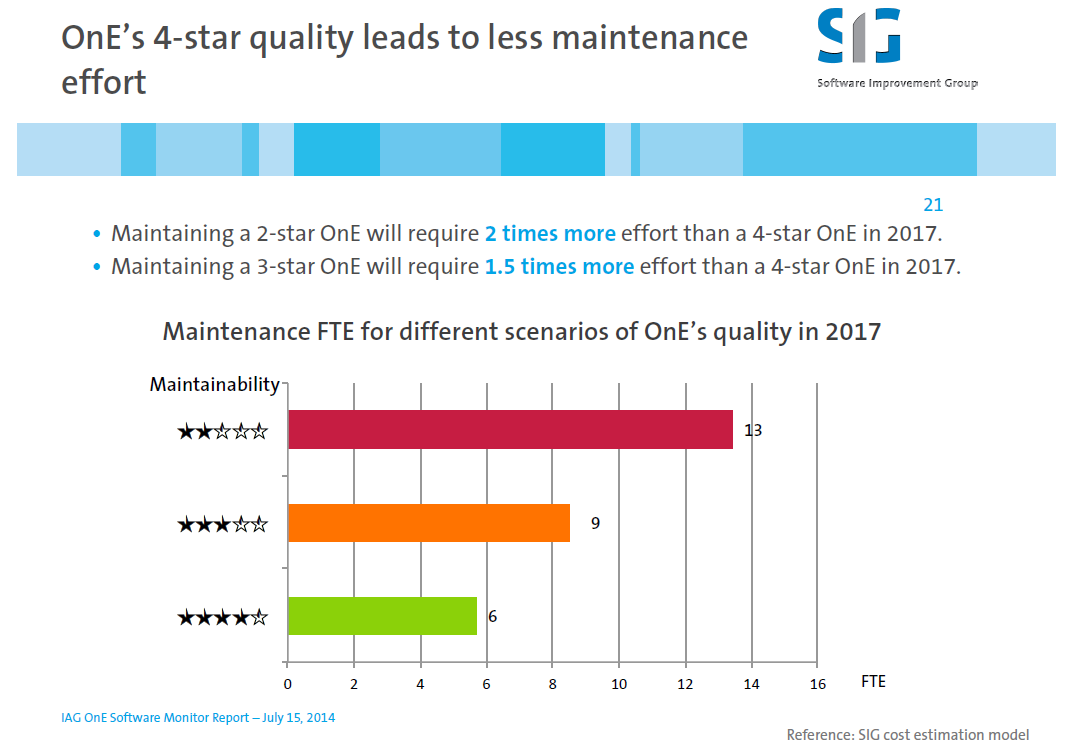 OnE’s 4-star quality leads to less maintenance
effort
SIG
Software Improvement Group
21
• Maintaining a 2-star OnE will require 2 times more effort than a 4-star OnE in 2017.
• Maintaining a 3-star OnE will require 1.5 times more effort than a 4-star OnE in 2017.
Maintenance FTE for different scenarios of OnE’s quality in 2017
Maintainability
★★☆☆☆ 13
★★★☆☆ 9
★★★★☆ 6
0 2 4 6 8 10 12 14 16 FTE
IAG OnE Software Monitor Report – July 15, 2014
Reference: SIG cost estimation model